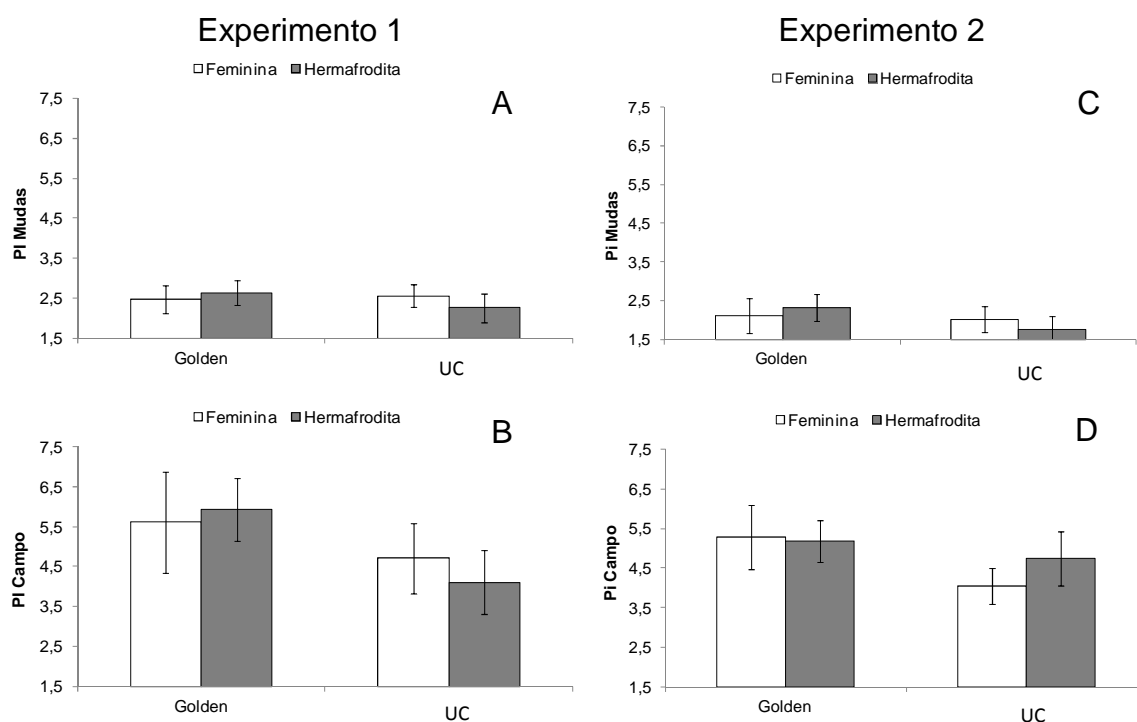 Experimento 1
Experimento 2
Feminina Hermafrodita
A
7,5
6,5
5,5
4,5
3,5
2,5
1,5
PI Mudas
Golden UC
Feminina Hermafrodita
C
7,5
6,5
5,5
4,5
3,5
2,5
1,5
Pi Mudas
Golden UC
Feminina Hermafrodita
B
7,5
6,5
5,5
4,5
3,5
2,5
1,5
PI Campo
Golden UC
Feminina Hermafrodita
D
7,5
6,5
5,5
4,5
3,5
2,5
1,5
Pi Campo
Golden UC